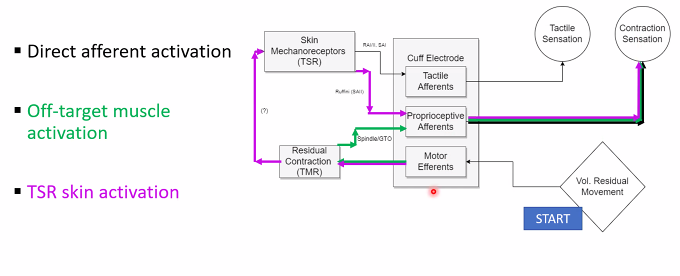 Direct afferent activation
Off-target muscle
activation
TSR skin activation
Skin
Mechanoreceptors
(TSR)
RAI/II, SAI
Ruffini (SAII)
(?)
Spindle/GTO
Residual
Contraction
(TMR)
Cuff Electrode
Tactile
Afferents
Proprioceptive
Afferents
Motor
Efferents
Tactile
Sensation
Contraction
Sensation
Vol. Residual
Movement
START